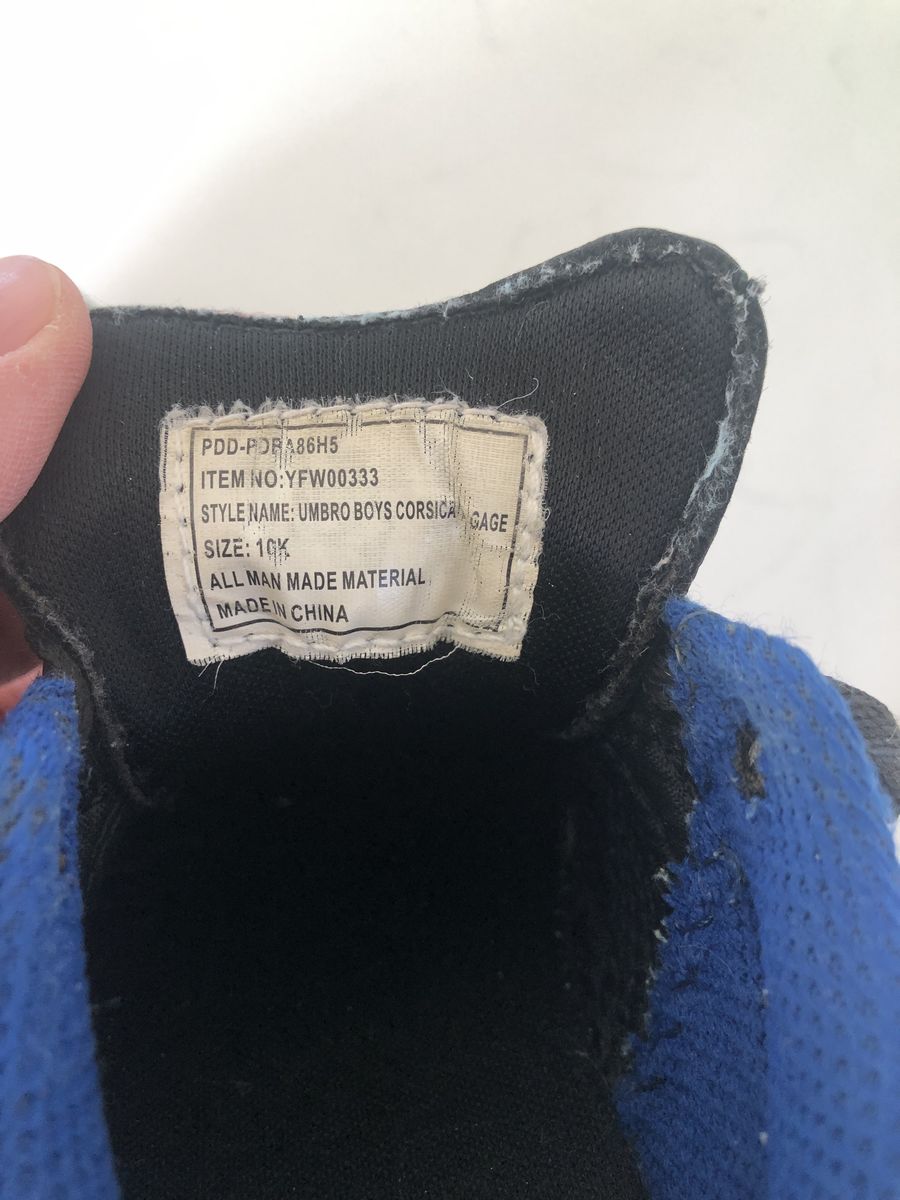 PDD-PDRA86H5
ITEM NO:YFW00333
STYLE NAME: UMBRO BOYS CORSICA GAGE
SIZE: 10K
ALL MAN MADE MATERIAL
MADE IN CHINA